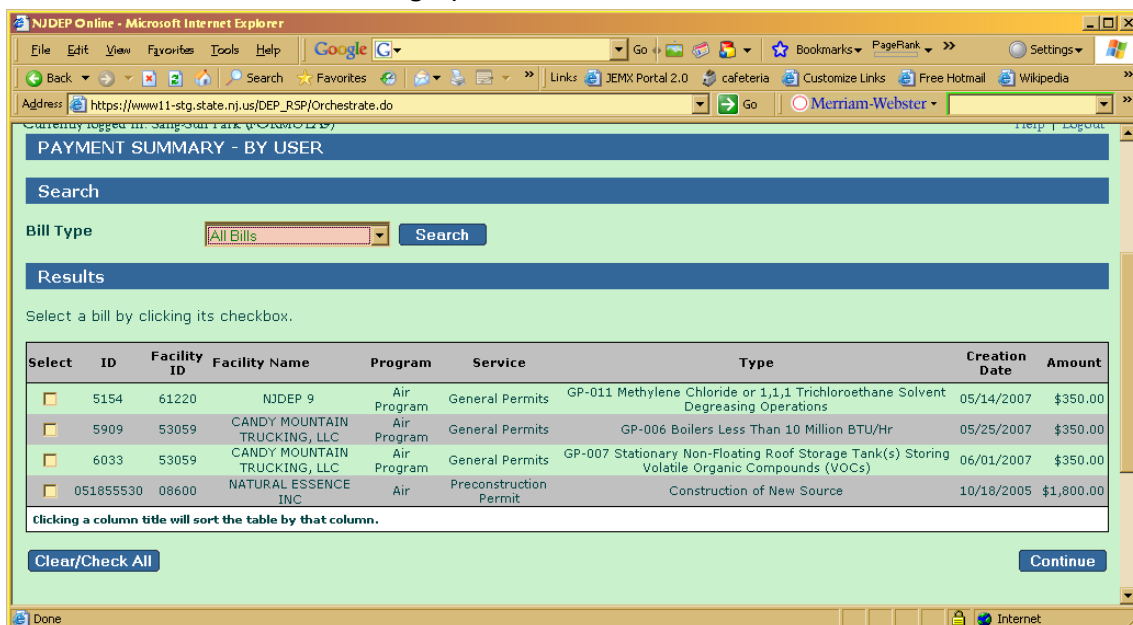 NJDEP Online - Microsoft Internet Explorer
File Edit View Favorites Tools Help Google G Go Bookmarks PageRank » Settings
Back Search Favorites » Links JEMX Portal 2.0 cafeteria Customize Links Free Hotmail Wikipedia »
Address https://www11-stg.state.nj.us/DEP_RSP/Orchestrate.do Go Merriam-Webster »
Currently logged in: Sang-Sun Park Help | Logout
PAYMENT SUMMARY - BY USER
Search
Bill Type All Bills Search
Results
Select a bill by clicking its checkbox.
Select ID Facility ID Facility Name Program Service Type Creation Date Amount
5154 61220 NJDEP 9 Air Program General Permits GP-011 Methylene Chloride or 1,1,1 Trichloroethane Solvent Degreasing Operations 05/14/2007 $350.00
5909 53059 CANDY MOUNTAIN TRUCKING, LLC Air Program General Permits GP-006 Boilers Less Than 10 Million BTU/Hr 05/25/2007 $350.00
6033 53059 CANDY MOUNTAIN TRUCKING, LLC Air Program General Permits GP-007 Stationary Non-Floating Roof Storage Tank(s) Storing Volatile Organic Compounds (VOCs) 06/01/2007 $350.00
051855530 08600 NATURAL ESSENCE INC Air Preconstruction Permit Construction of New Source 10/18/2005 $1,800.00
Clicking a column title will sort the table by that column.
Clear/Check All Continue
Done Internet